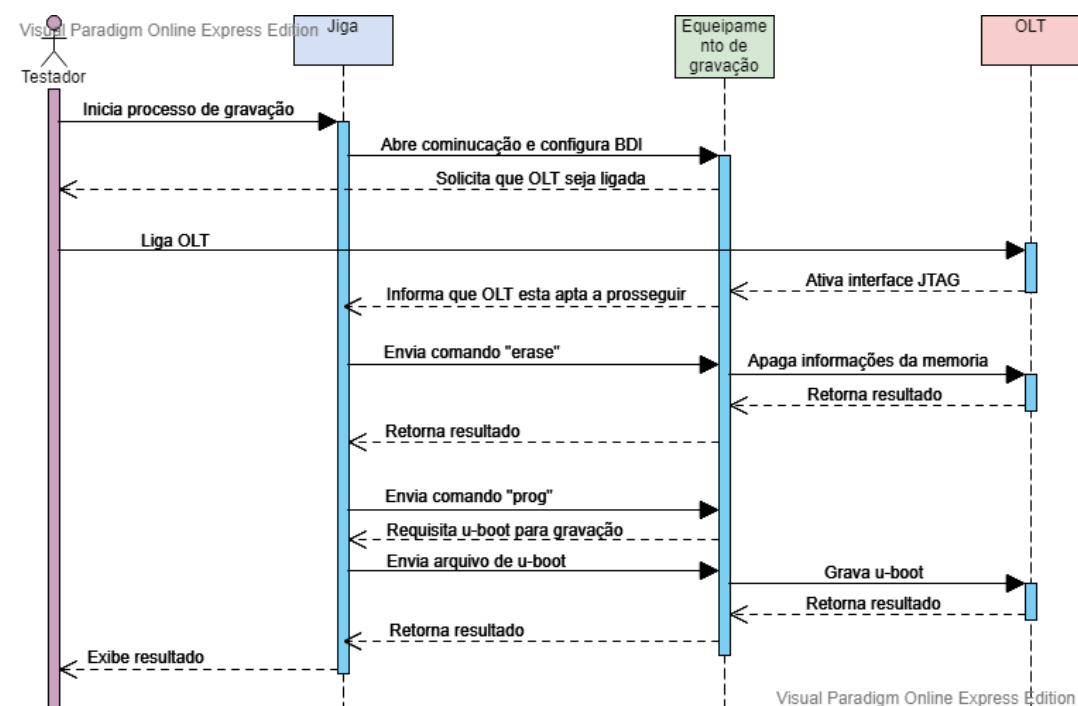 Visual Paradigm Online Express Edition
Testador
Jiga
Equeipame
nto de
gravação
OLT
Inicia processo de gravação
Abre cominucação e configura BDI
Solicita que OLT seja ligada
Liga OLT
Ativa interface JTAG
Informa que OLT esta apta a prosseguir
Envia comando "erase"
Apaga informações da memoria
Retorna resultado
Retorna resultado
Envia comando "prog"
Requisita u-boot para gravação
Envia arquivo de u-boot
Grava u-boot
Retorna resultado
Retorna resultado
Exibe resultado
Visual Paradigm Online Express Edition